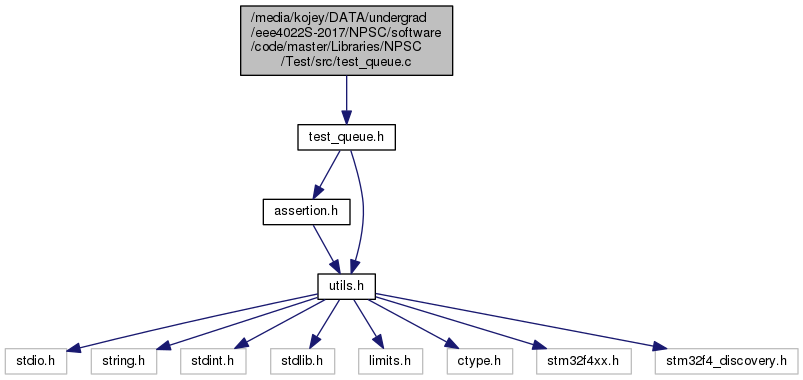 /media/kojey/DATA/undergrad
/eee4022S-2017/NPSC/software
/code/master/Libraries/NPSC
/Test/src/test_queue.c
test_queue.h
assertion.h
utils.h
stdio.h
string.h
stdint.h
stdlib.h
limits.h
ctype.h
stm32f4xx.h
stm32f4_discovery.h